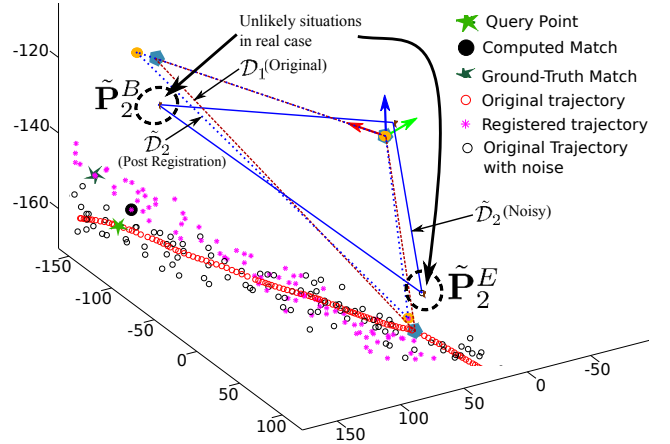 Unlikely situations
in real case
Query Point
Computed Match
Ground-Truth Match
Original trajectory
Registered trajectory
Original Trajectory
with noise
-120
-140
-160
P̃₂ᴮ
𝒟₁(Original)
𝒟̃₂
(Post Registration)
𝒟̃₂(Noisy)
P̃₂ᴱ
-150
-100
-50
0
50
100
150
100
50
0
-50